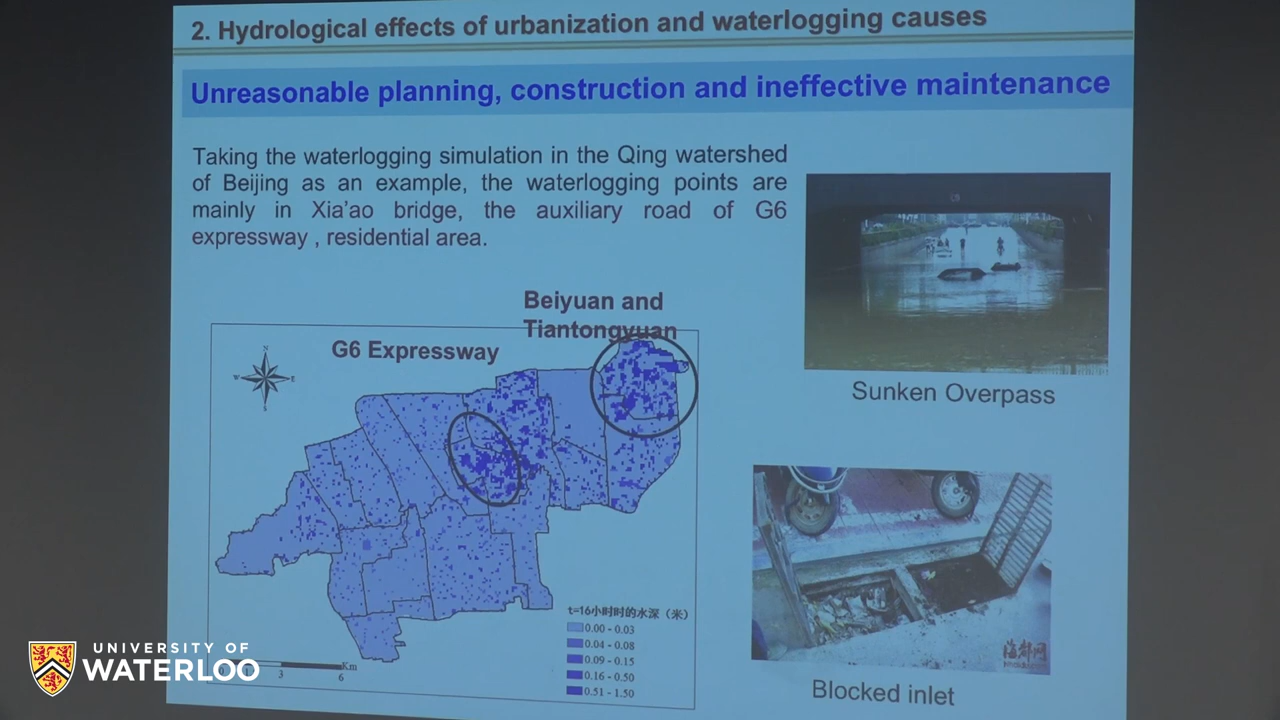 2. Hydrological effects of urbanization and waterlogging causes
Unreasonable planning, construction and ineffective maintenance
Taking the waterlogging simulation in the Qing watershed
of Beijing as an example, the waterlogging points are
mainly in Xia'ao bridge, the auxiliary road of G6
expressway , residential area.
Beiyuan and
Tiantongyuan
G6 Expressway
N
W
E
S
t=16小时时的水深（米）
0.00 - 0.03
0.04 - 0.08
0.09 - 0.15
0.16 - 0.50
0.51 - 1.50
Km
3
6
Sunken Overpass
海都网
Blocked inlet
UNIVERSITY OF
WATERLOO